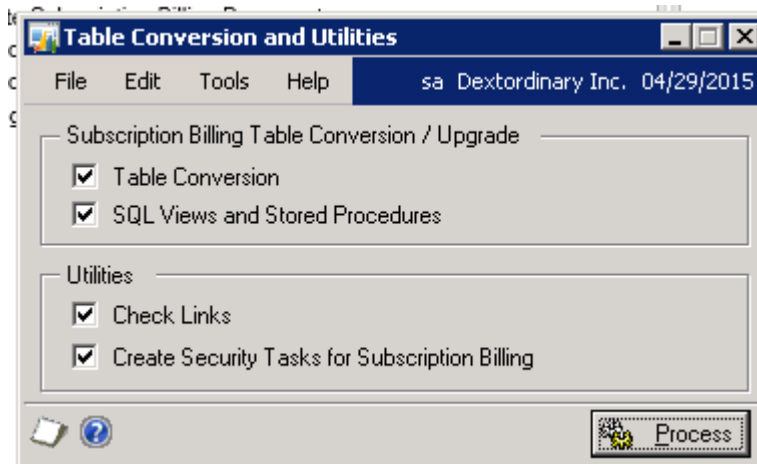 Table Conversion and Utilities
File Edit Tools Help sa Dextordinary Inc. 04/29/2015
Subscription Billing Table Conversion / Upgrade
Table Conversion
SQL Views and Stored Procedures
Utilities
Check Links
Create Security Tasks for Subscription Billing
Process